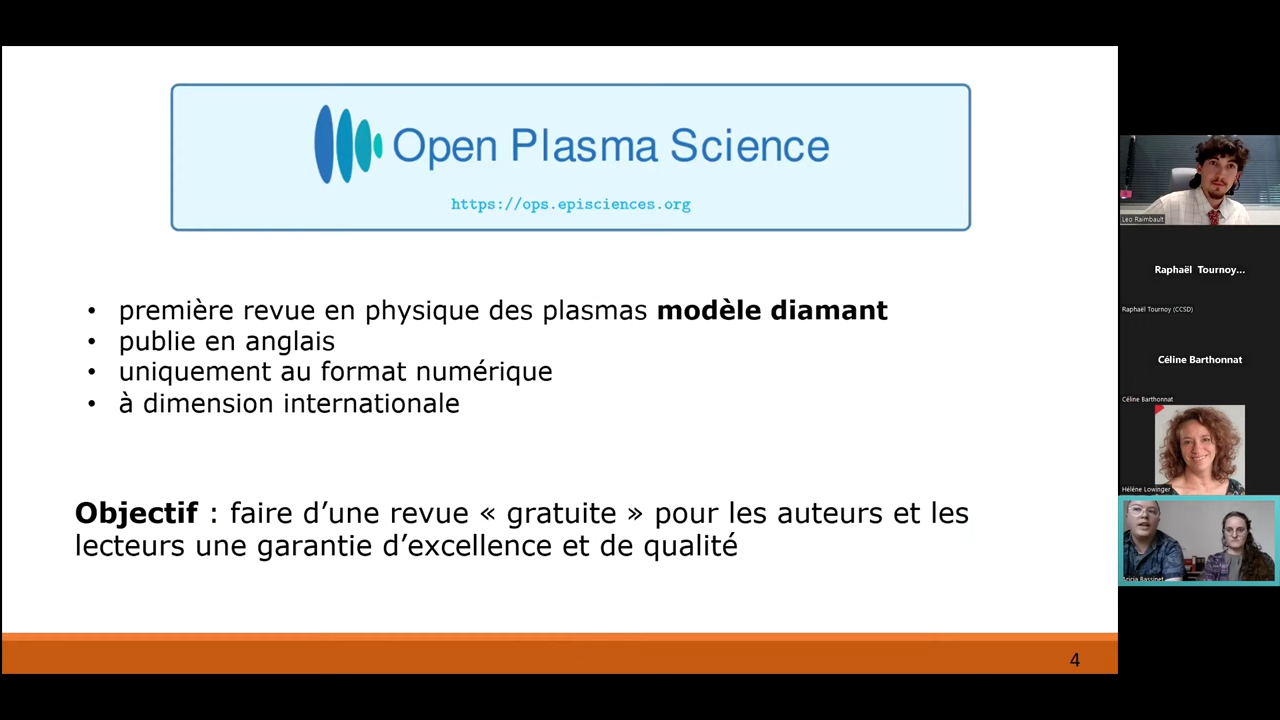 Open Plasma Science
https://ops.episciences.org
• première revue en physique des plasmas modèle diamant
• publie en anglais
• uniquement au format numérique
• à dimension internationale
Objectif : faire d’une revue « gratuite » pour les auteurs et les
lecteurs une garantie d’excellence et de qualité
4
Leo Raimbault
Raphaël Tournoy...
Raphaël Tournoy (CCSD)
Céline Barthonnat
Céline Barthonnat
Hélène Lowinger
Aricia Bassinet